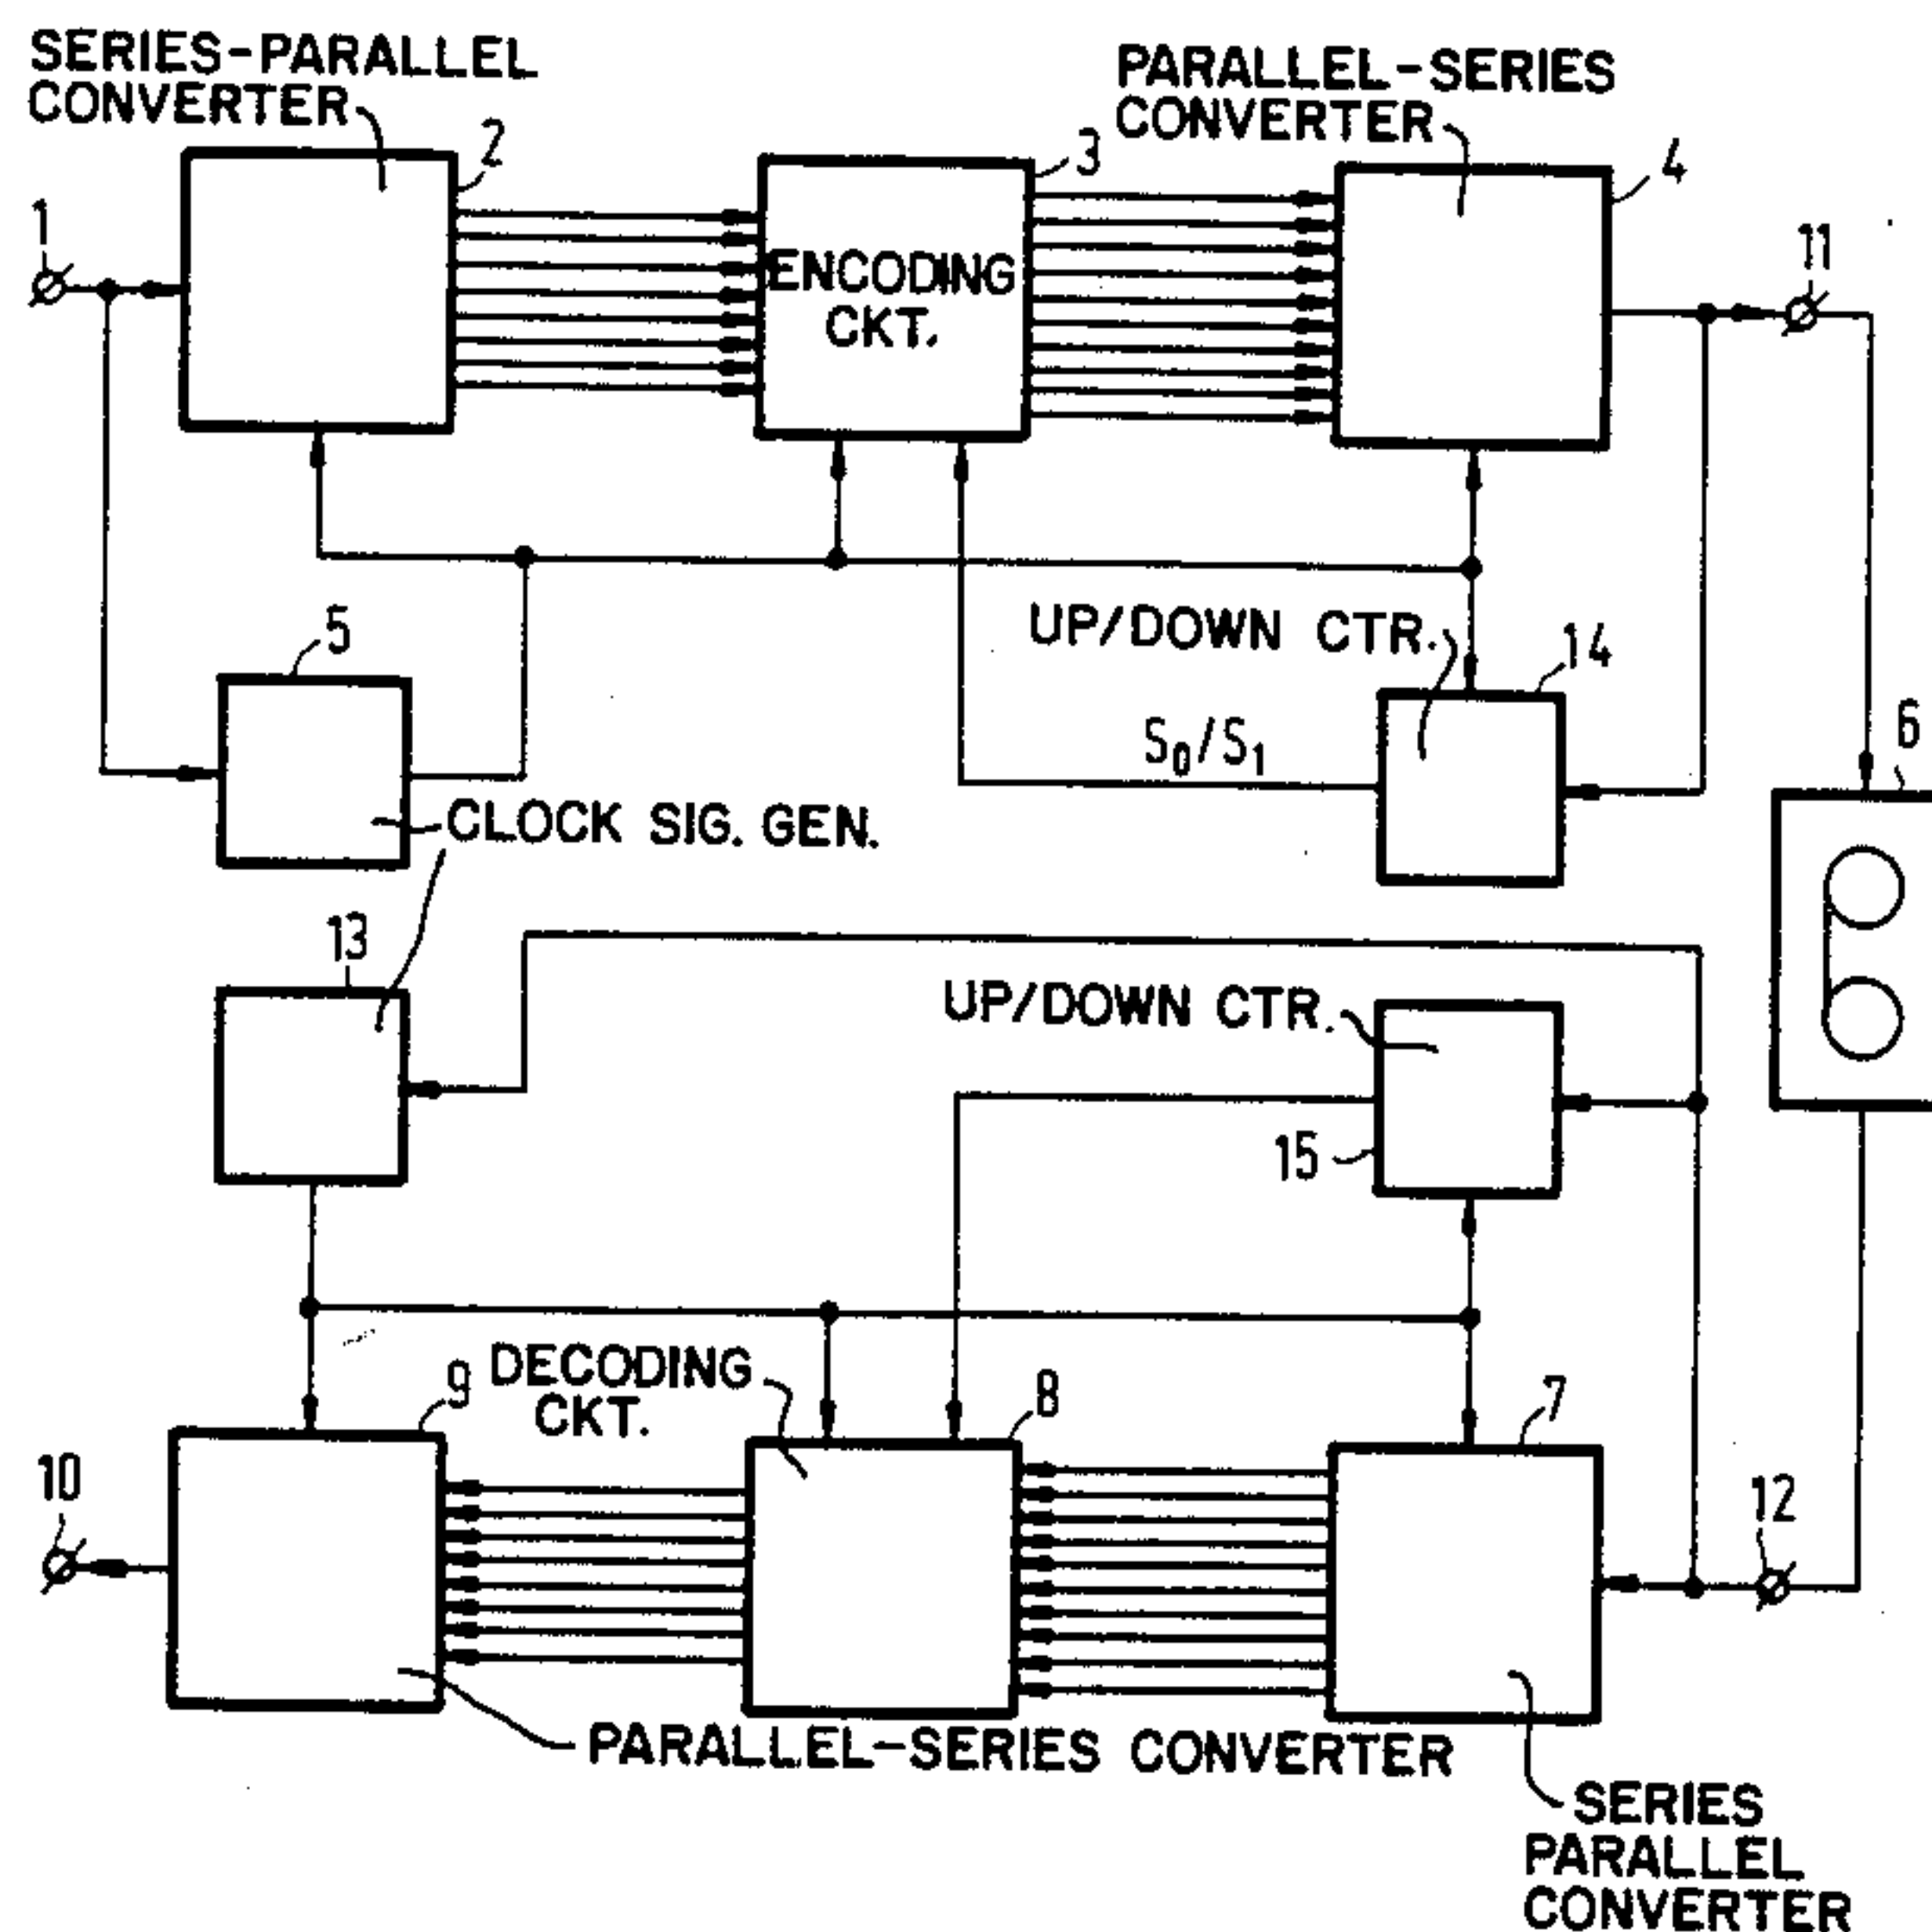 SERIES-PARALLEL
CONVERTER
PARALLEL-SERIES
CONVERTER
1
2
3
4
11
ENCODING
CKT.
5
UP/DOWN CTR.
14
S0/S1
6
CLOCK SIG. GEN.
13
UP/DOWN CTR.
15
DECODING
CKT.
9
8
7
10
12
PARALLEL-SERIES CONVERTER
SERIES
PARALLEL
CONVERTER